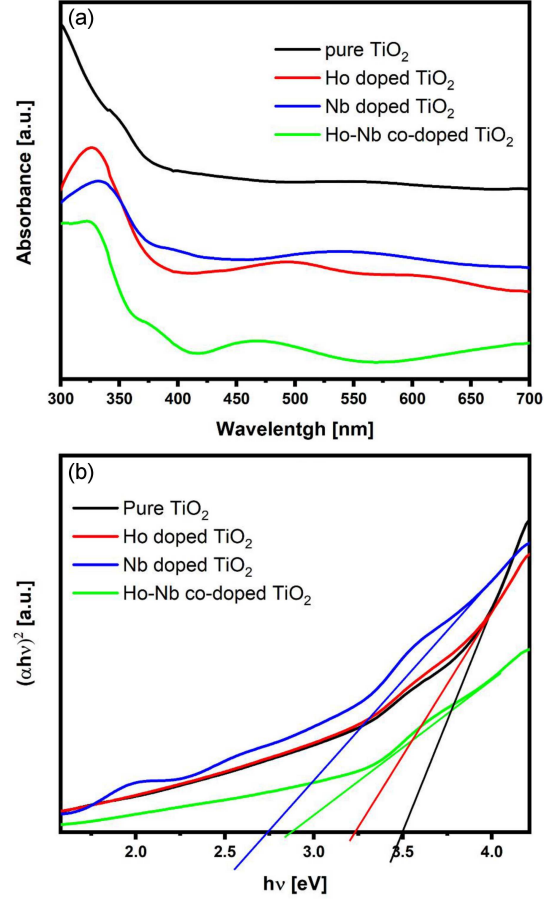 (a)
pure TiO₂
Ho doped TiO₂
Nb doped TiO₂
Ho-Nb co-doped TiO₂
Absorbance [a.u.]
300 350 400 450 500 550 600 650 700
Wavelentgh [nm]
(b)
Pure TiO₂
Ho doped TiO₂
Nb doped TiO₂
Ho-Nb co-doped TiO₂
(αhν)² [a.u.]
2.0 2.5 3.0 3.5 4.0
hν [eV]